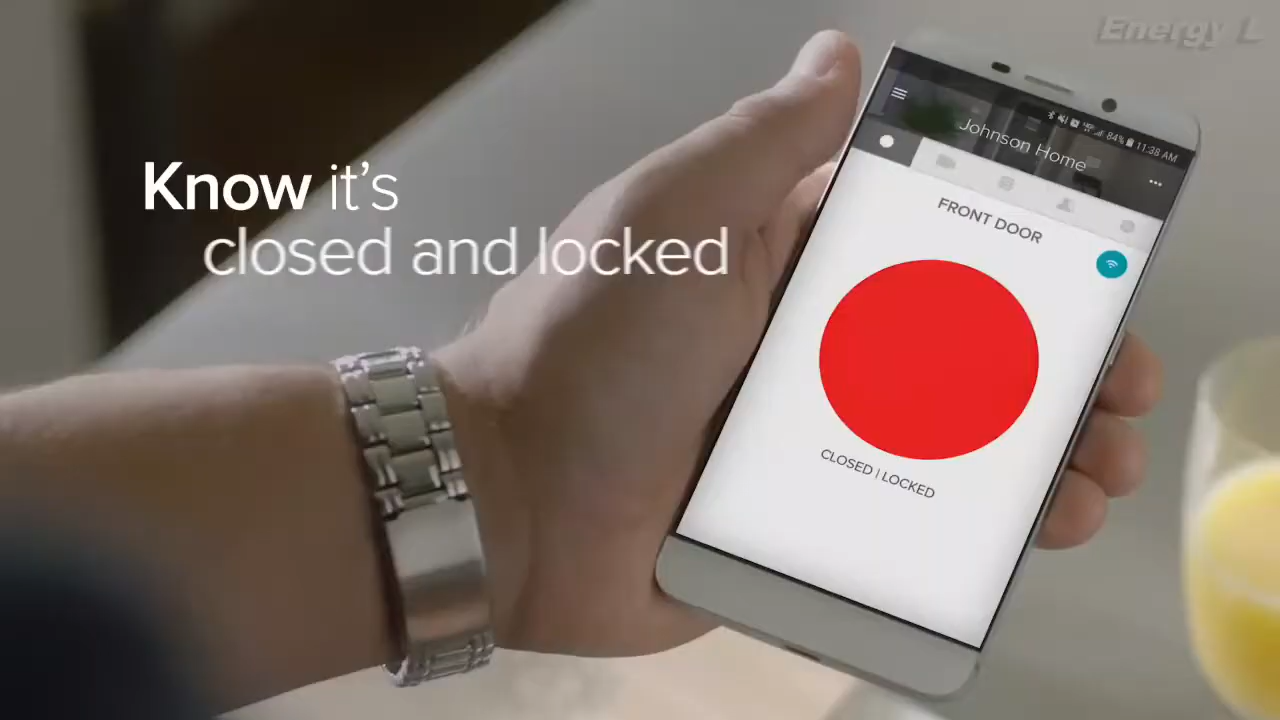 Energy L
Know it's
closed and locked
84% 11:38 AM
Johnson Home
FRONT DOOR
CLOSED | LOCKED